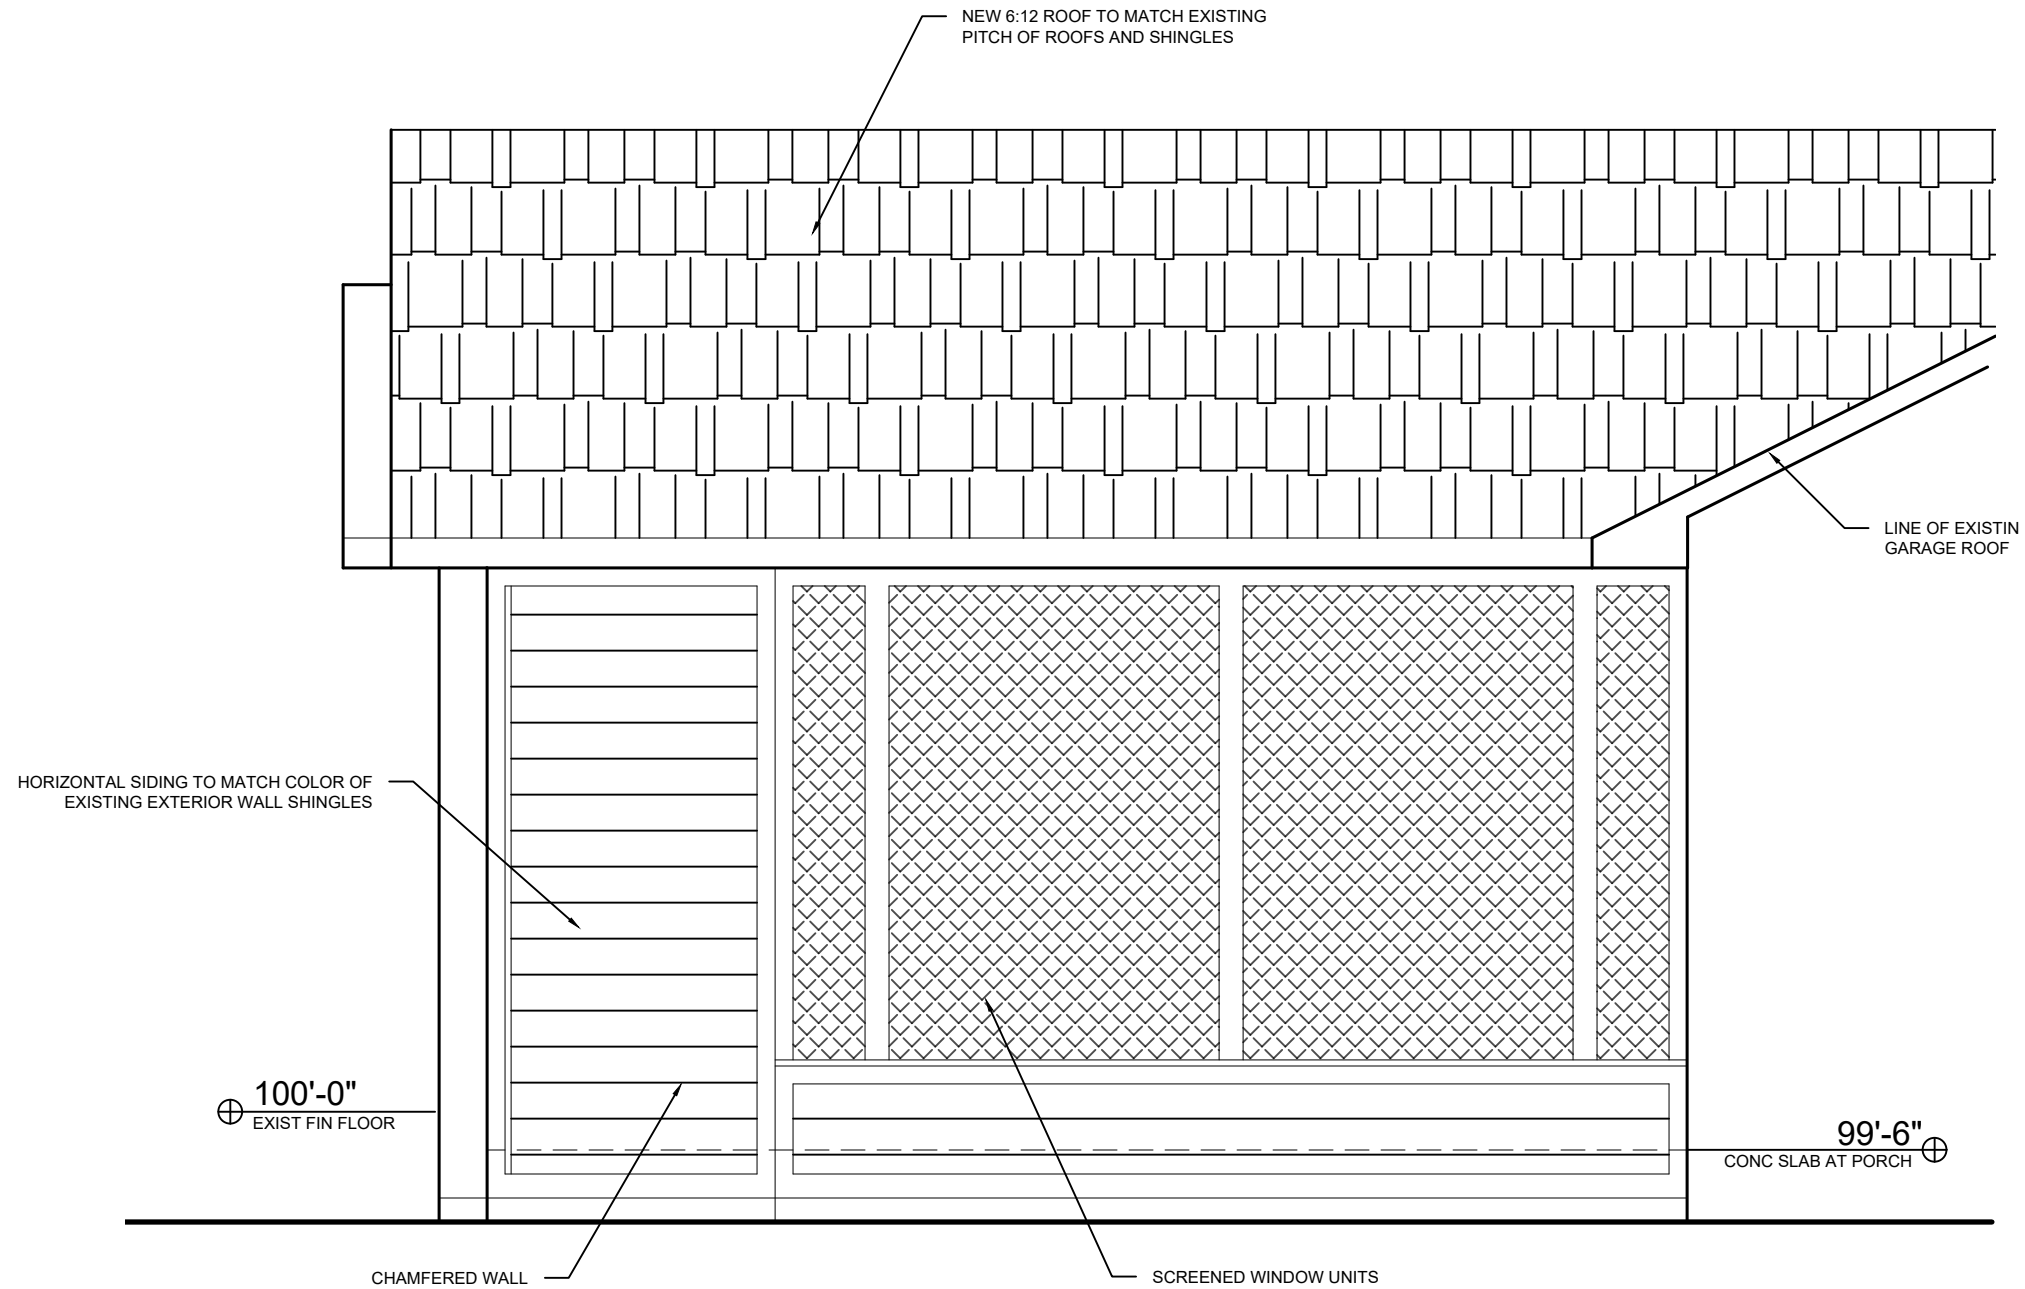 NEW 6:12 ROOF TO MATCH EXISTING
PITCH OF ROOFS AND SHINGLES
LINE OF EXISTIN
GARAGE ROOF
HORIZONTAL SIDING TO MATCH COLOR OF
EXISTING EXTERIOR WALL SHINGLES
100'-0"
EXIST FIN FLOOR
99'-6"
CONC SLAB AT PORCH
CHAMFERED WALL
SCREENED WINDOW UNITS